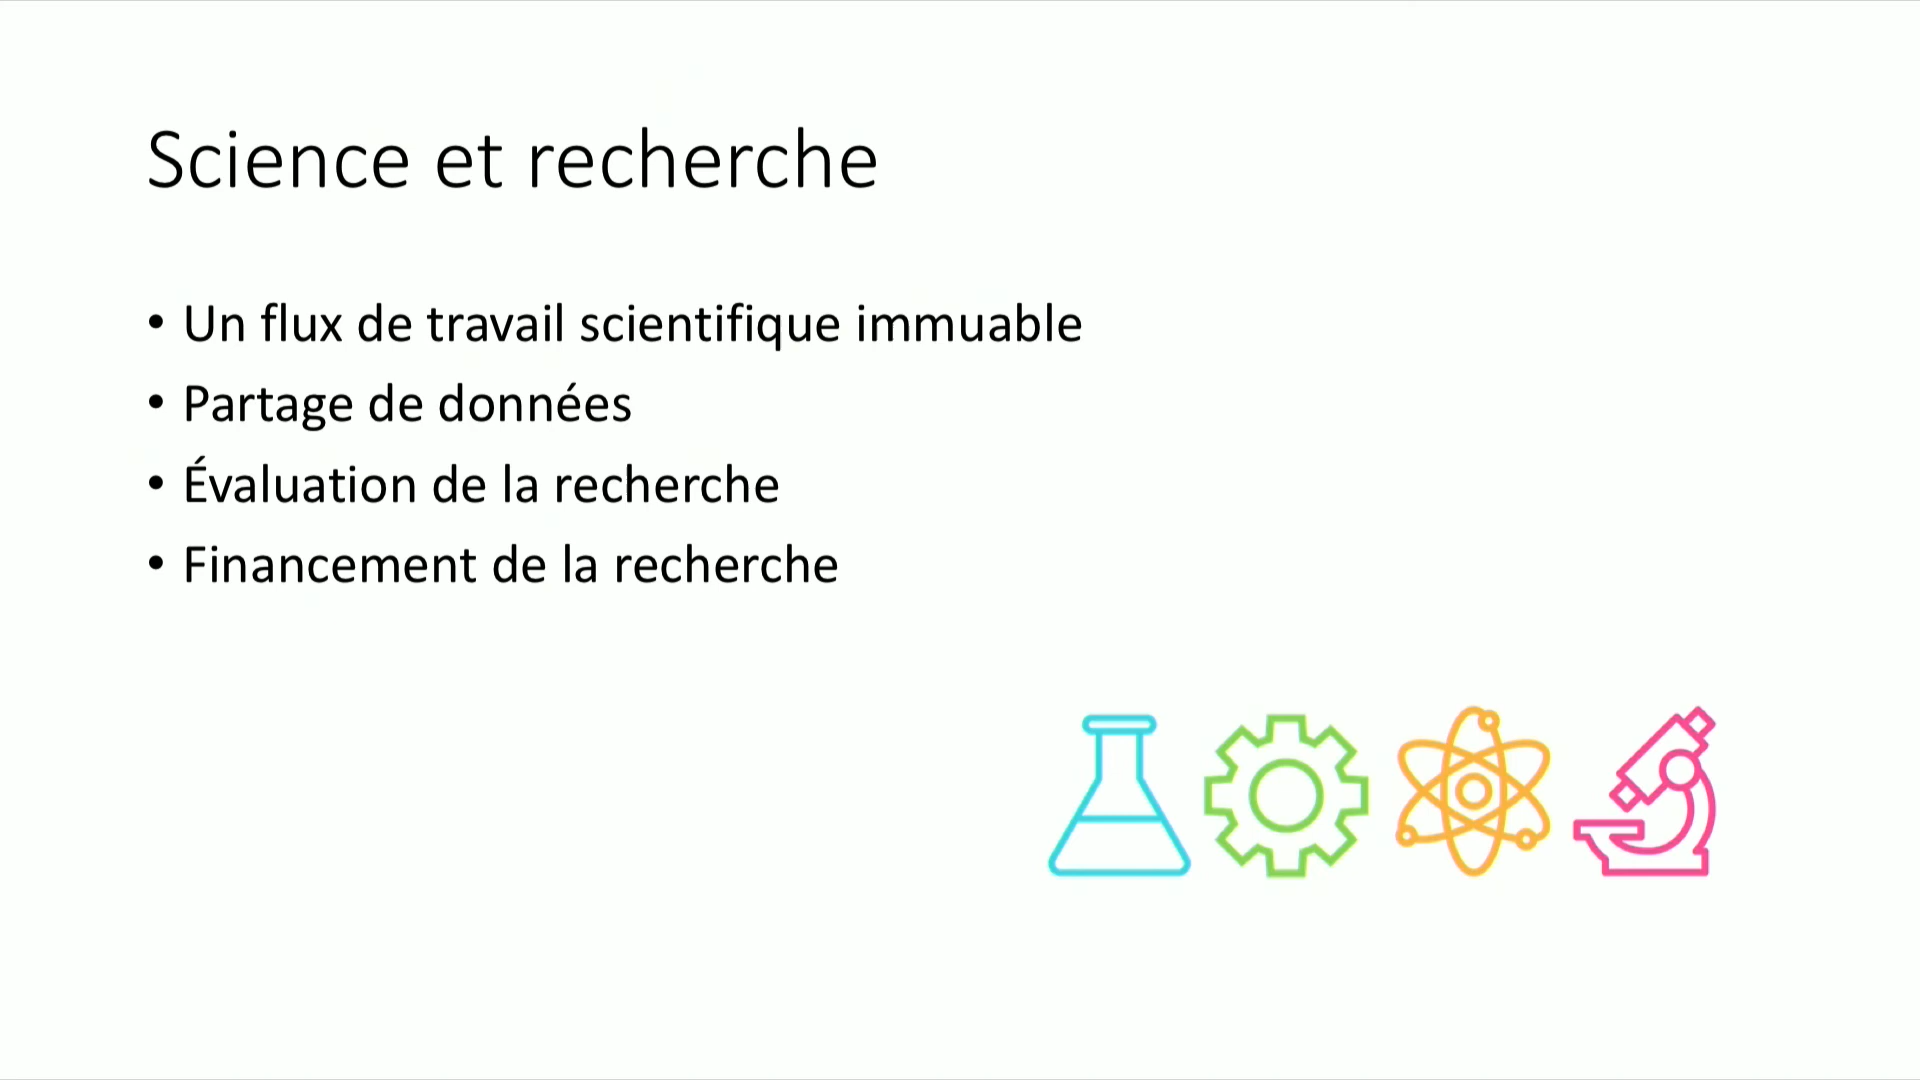 Science et recherche
• Un flux de travail scientifique immuable
• Partage de données
• Évaluation de la recherche
• Financement de la recherche